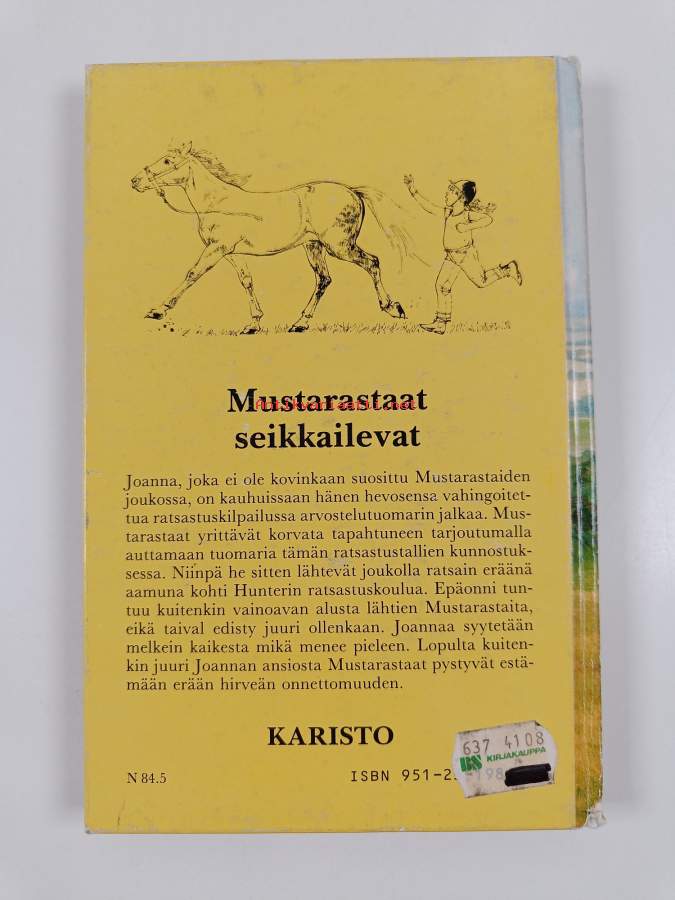 Mustarastaat
Antikvariaatti.net
seikkailevat
Joanna, joka ei ole kovinkaan suosittu Mustarastaiden
joukossa, on kauhuissaan hänen hevosensa vahingoitet-
tua ratsastuskilpailussa arvostelutuomarin jalkaa. Mus-
tarastaat yrittävät korvata tapahtuneen tarjoutumalla
auttamaan tuomaria tämän ratsastustallien kunnostuk-
sessa. Niinpä he sitten lähtevät joukolla ratsain eräänä
aamuna kohti Hunterin ratsastuskoulua. Epäonni tun-
tuu kuitenkin vainoavan alusta lähtien Mustarastaita,
eikä taival edisty juuri ollenkaan. Joannaa syytetään
melkein kaikesta mikä menee pieleen. Lopulta kuiten-
kin juuri Joannan ansiosta Mustarastaat pystyvät estä-
mään erään hirveän onnettomuuden.
KARISTO
637 4108
BS KIRJAKAUPPA
N 84.5
ISBN 951-2